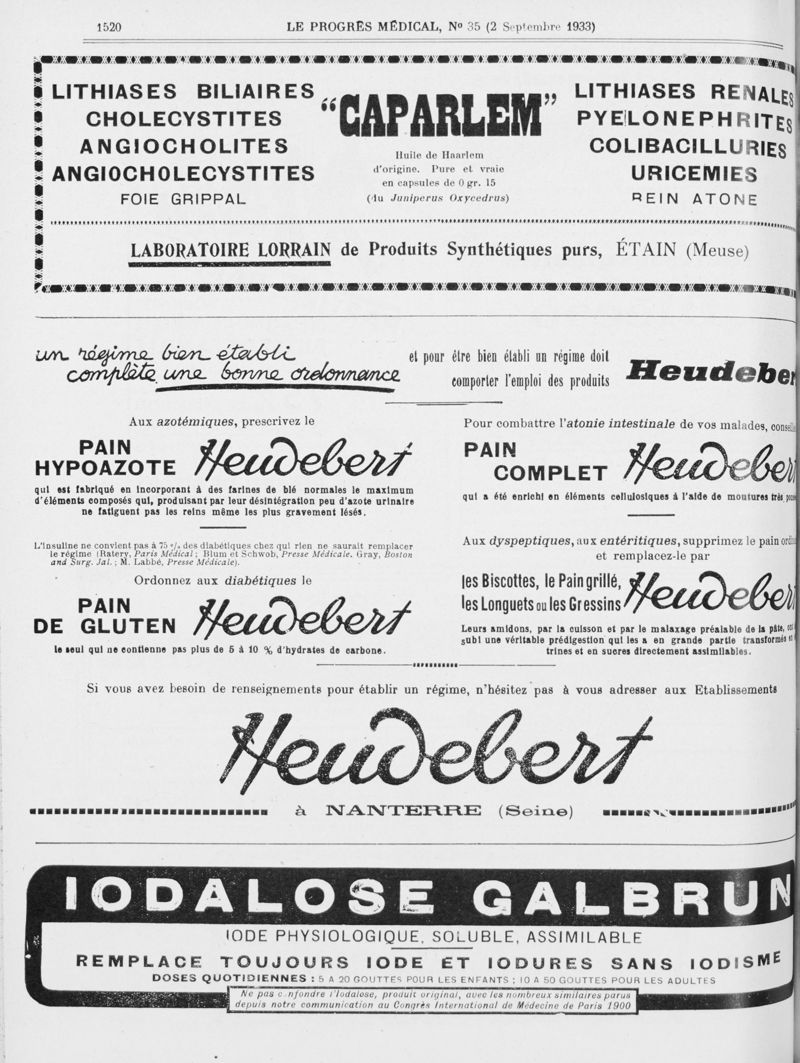 1520
LE PROGRÈS MÉDICAL, No 35 (2 Septembre 1933)
LITHIASES BILIAIRES
CHOLECYSTITES
ANGIOCHOLITES
ANGIOCHOLECYSTITES
FOIE GRIPPAL
"CAPARLEM"
Huile de Haarlem
d'origine. Pure et vraie
en capsules de 0 gr. 15
(du Juniperus Oxycedrus)
LITHIASES RENALES
PYELONEPHRITES
COLIBACILLURIES
URICEMIES
REIN ATONE
LABORATOIRE LORRAIN de Produits Synthétiques purs, ÉTAIN (Meuse)
un régime bien établi
complète une bonne ordonnance
et pour être bien établi un régime doit
comporter l'emploi des produits
Heudeber
Aux azotémiques, prescrivez le
PAIN
HYPOAZOTE Heudebert
qui est fabriqué en incorporant à des farines de blé normales le maximum
d'éléments composés qui, produisant par leur désintégration peu d'azote urinaire
ne fatiguent pas les reins même les plus gravement lésés.
L'insuline ne convient pas à 75 o/o des diabétiques chez qui rien ne saurait remplacer
le régime (Ratery, Paris Médical ; Blum et Schwob, Presse Médicale. Gray, Boston
and Surg. Jal. ; M. Labbé, Presse Médicale).
Ordonnez aux diabétiques le
PAIN
DE GLUTEN Heudebert
le seul qui ne contienne pas plus de 5 à 10 % d'hydrates de carbone.
Pour combattre l'atonie intestinale de vos malades,
PAIN
COMPLET Heudeber
qui a été enrichi en éléments cellulosiques à l'aide de moutures très
Aux dyspeptiques, aux entéritiques, supprimez le pain
et remplacez-le par
les Biscottes, le Pain grillé,
les Longuets ou les Gressins Heudeber
Leurs amidons, par la cuisson et par le malaxage préalable de la pâte,
subi une véritable prédigestion qui les a en grande partie transformés
trines et en sucres directement assimilables.
Si vous avez besoin de renseignements pour établir un régime, n'hésitez pas à vous adresser aux Etablissements
Heudebert
à NANTERRE (Seine)
IODALOSE GALBRUN
IODE PHYSIOLOGIQUE, SOLUBLE, ASSIMILABLE
REMPLACE TOUJOURS IODE ET IODURES SANS IODISME
DOSES QUOTIDIENNES : 5 A 20 GOUTTES POUR LES ENFANTS ; 10 A 50 GOUTTES POUR LES ADULTES
Ne pas confondre l'Iodalose, produit original, avec les nombreux similaires parus
depuis notre communication au Congrès International de Médecine de Paris 1900